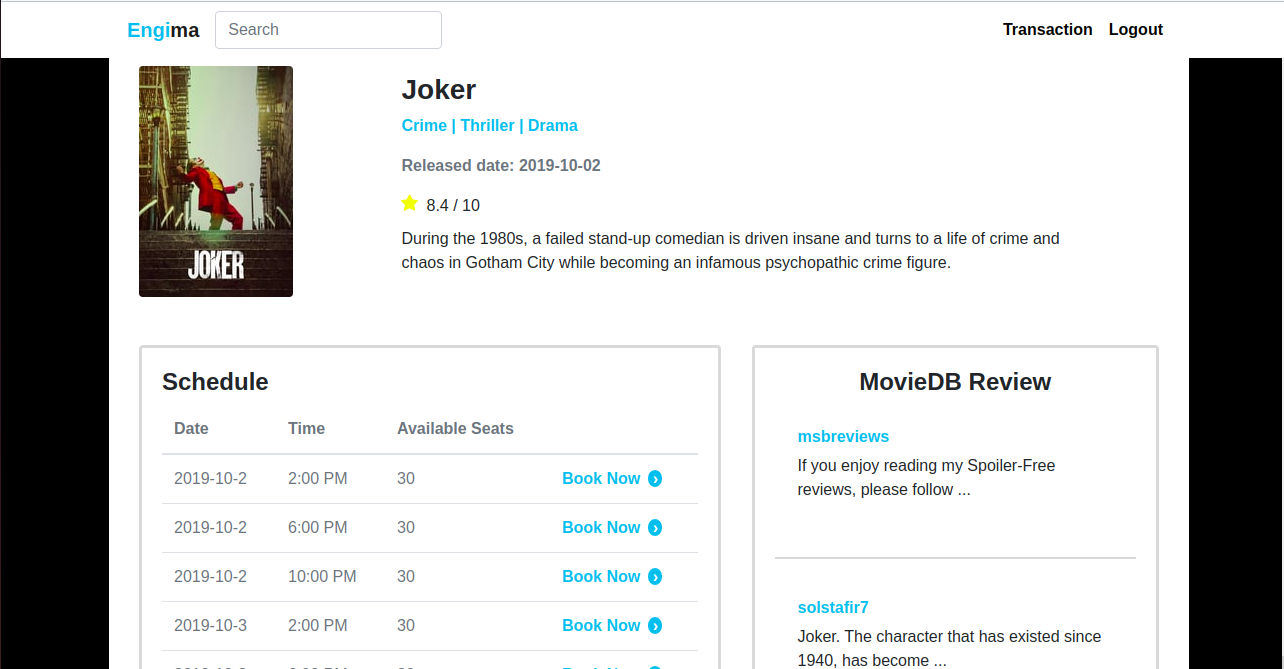 Engima
Search
Transaction
Logout
JOKER
Joker
Crime | Thriller | Drama
Released date: 2019-10-02
8.4 / 10
During the 1980s, a failed stand-up comedian is driven insane and turns to a life of crime and
chaos in Gotham City while becoming an infamous psychopathic crime figure.
Schedule
Date Time Available Seats
2019-10-2 2:00 PM 30 Book Now
2019-10-2 6:00 PM 30 Book Now
2019-10-2 10:00 PM 30 Book Now
2019-10-3 2:00 PM 30 Book Now
MovieDB Review
msbreviews
If you enjoy reading my Spoiler-Free
reviews, please follow ...
solstafir7
Joker. The character that has existed since
1940, has become ...